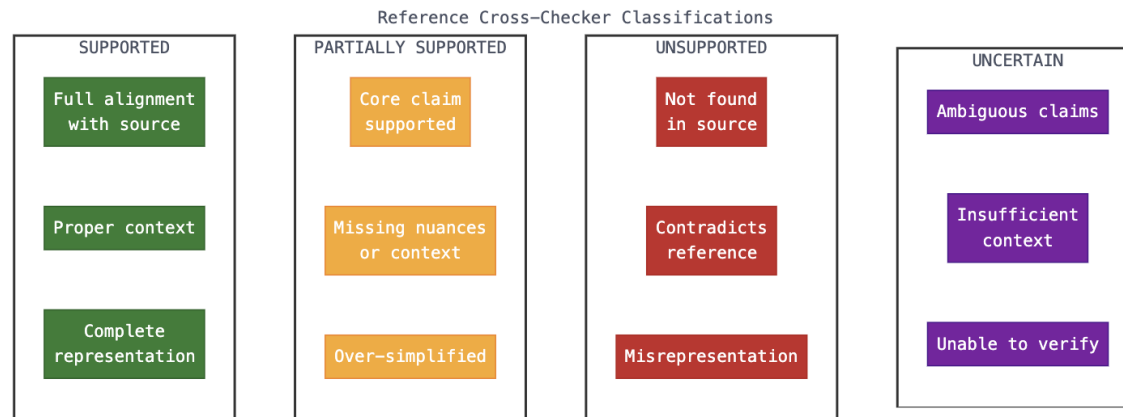 Reference Cross-Checker Classifications
SUPPORTED
Full alignment
with source
Proper context
Complete
representation
PARTIALLY SUPPORTED
Core claim
supported
Missing nuances
or context
Over-simplified
UNSUPPORTED
Not found
in source
Contradicts
reference
Misrepresentation
UNCERTAIN
Ambiguous claims
Insufficient
context
Unable to verify